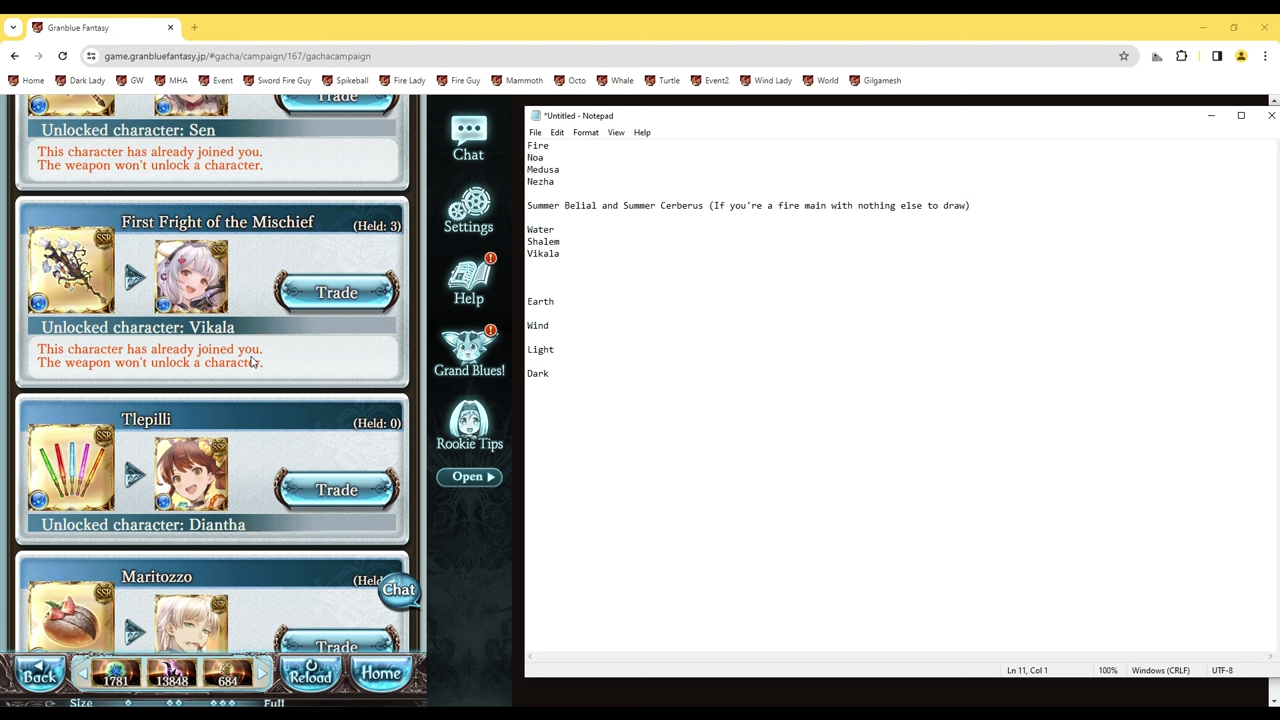 Granblue Fantasy
game.granbluefantasy.jp/#gacha/campaign/167/gachacampaign
Home Dark Lady GW MHA Event Sword Fire Guy Spikeball Fire Lady Fire Guy Mammoth Octo Whale Turtle Event2 Wind Lady World Gilgamesh
Trade
Unlocked character: Sen
This character has already joined you.
The weapon won't unlock a character.
First Fright of the Mischief
(Held: 3)
SSR
SSR
Trade
Unlocked character: Vikala
This character has already joined you.
The weapon won't unlock a character.
Tlepilli
(Held: 0)
SSR
SSR
Trade
Unlocked character: Diantha
Maritozzo
(Held
SSR
SSR
Trade
Chat
Back
1781
13848
684
Reload
Home
Size
Full
Chat
Settings
Help
Grand Blues!
Rookie Tips
Open
*Untitled - Notepad
File Edit Format View Help
Fire
Noa
Medusa
Nezha
Summer Belial and Summer Cerberus (If you're a fire main with nothing else to draw)
Water
Shalem
Vikala
Earth
Wind
Light
Dark
Ln 11, Col 1
100%
Windows (CRLF)
UTF-8